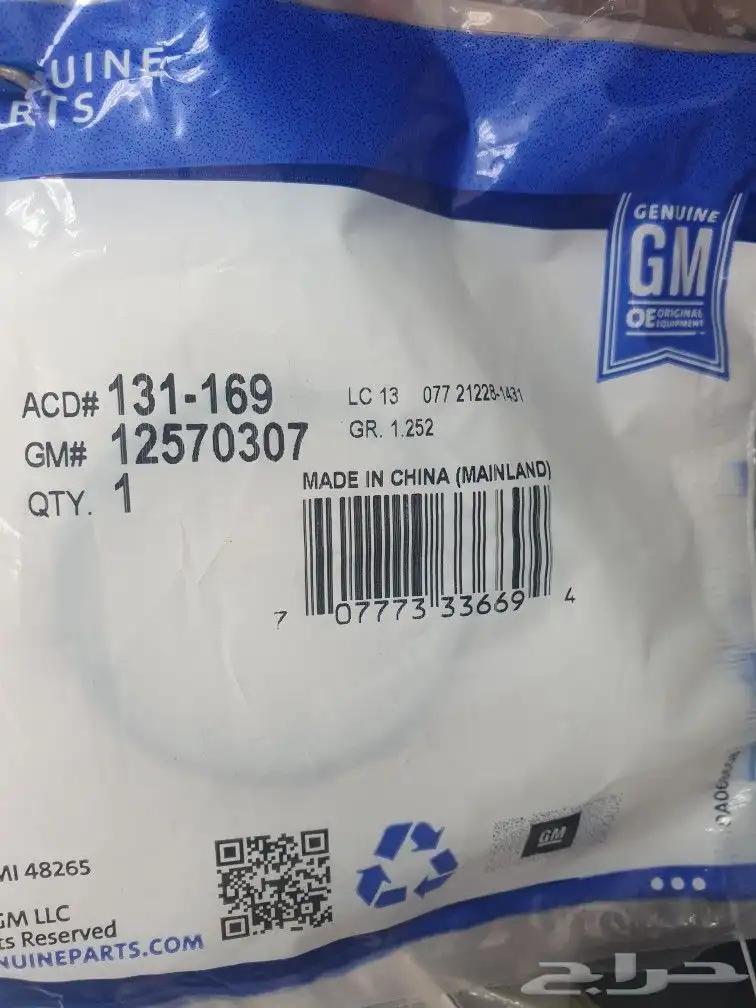 UINE
RTS
GENUINE
GM
OE ORIGINAL EQUIPMENT
ACD# 131-169
LC 13 077 21228-1431
GM# 12570307
GR. 1.252
QTY. 1
MADE IN CHINA (MAINLAND)
7 07773 33669 4
MI 48265
GM
GM LLC
ts Reserved
NUINEPARTS.COM
حراج